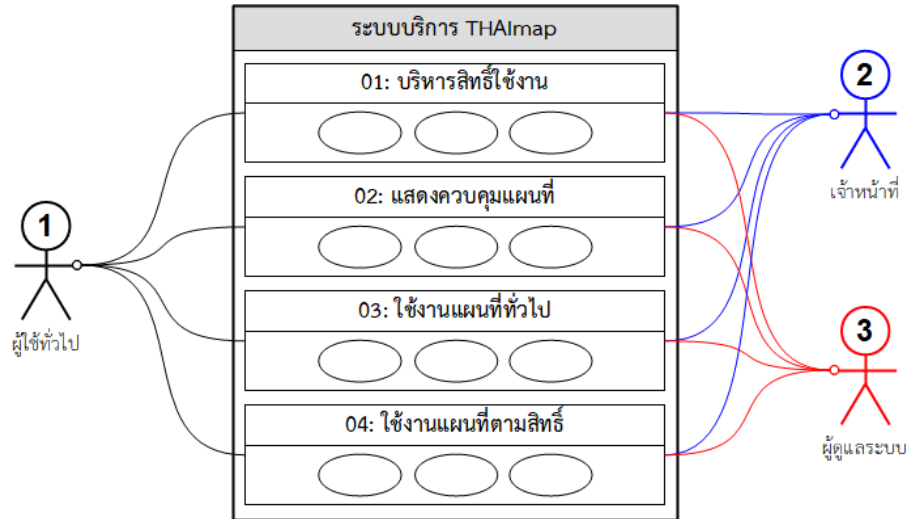 ระบบบริการ THAImap
01: บริหารสิทธิ์ใช้งาน
02: แสดงควบคุมแผนที่
03: ใช้งานแผนที่ทั่วไป
04: ใช้งานแผนที่ตามสิทธิ์
1
ผู้ใช้ทั่วไป
2
เจ้าหน้าที่
3
ผู้ดูแลระบบ